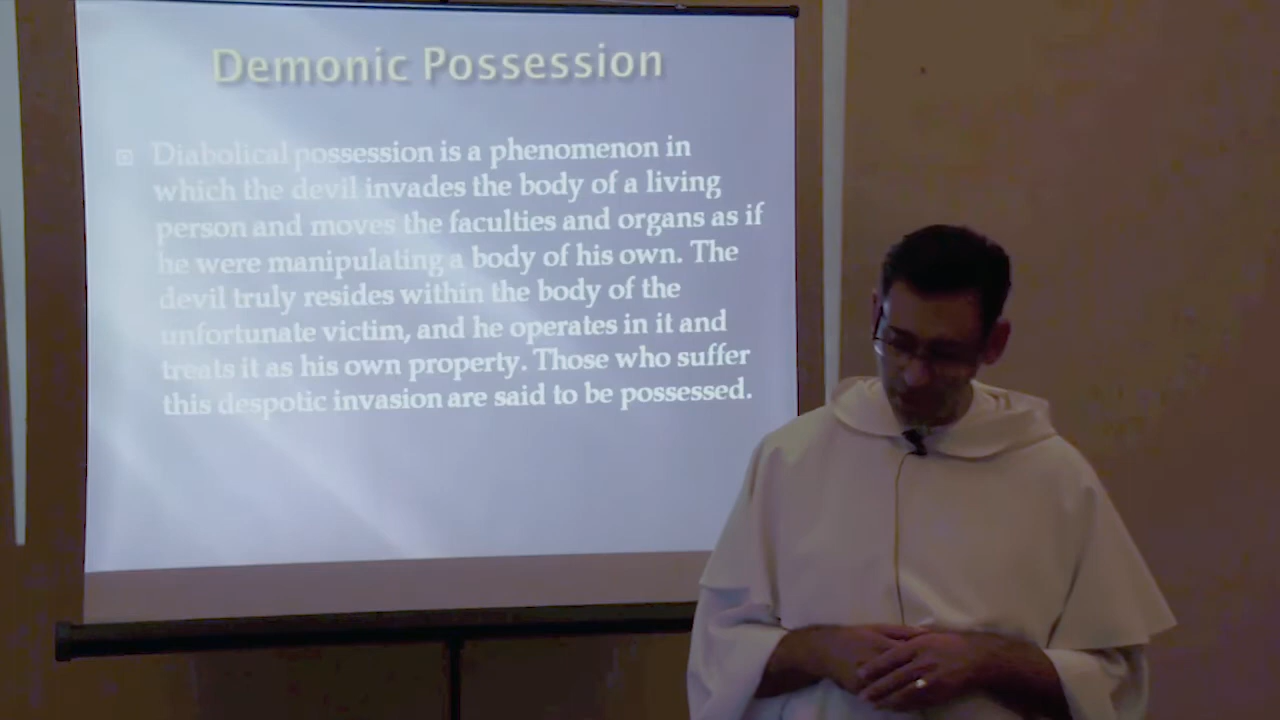 Demonic Possession
Diabolical possession is a phenomenon in
which the devil invades the body of a living
person and moves the faculties and organs as if
he were manipulating a body of his own. The
devil truly resides within the body of the
unfortunate victim, and he operates in it and
treats it as his own property. Those who suffer
this despotic invasion are said to be possessed.